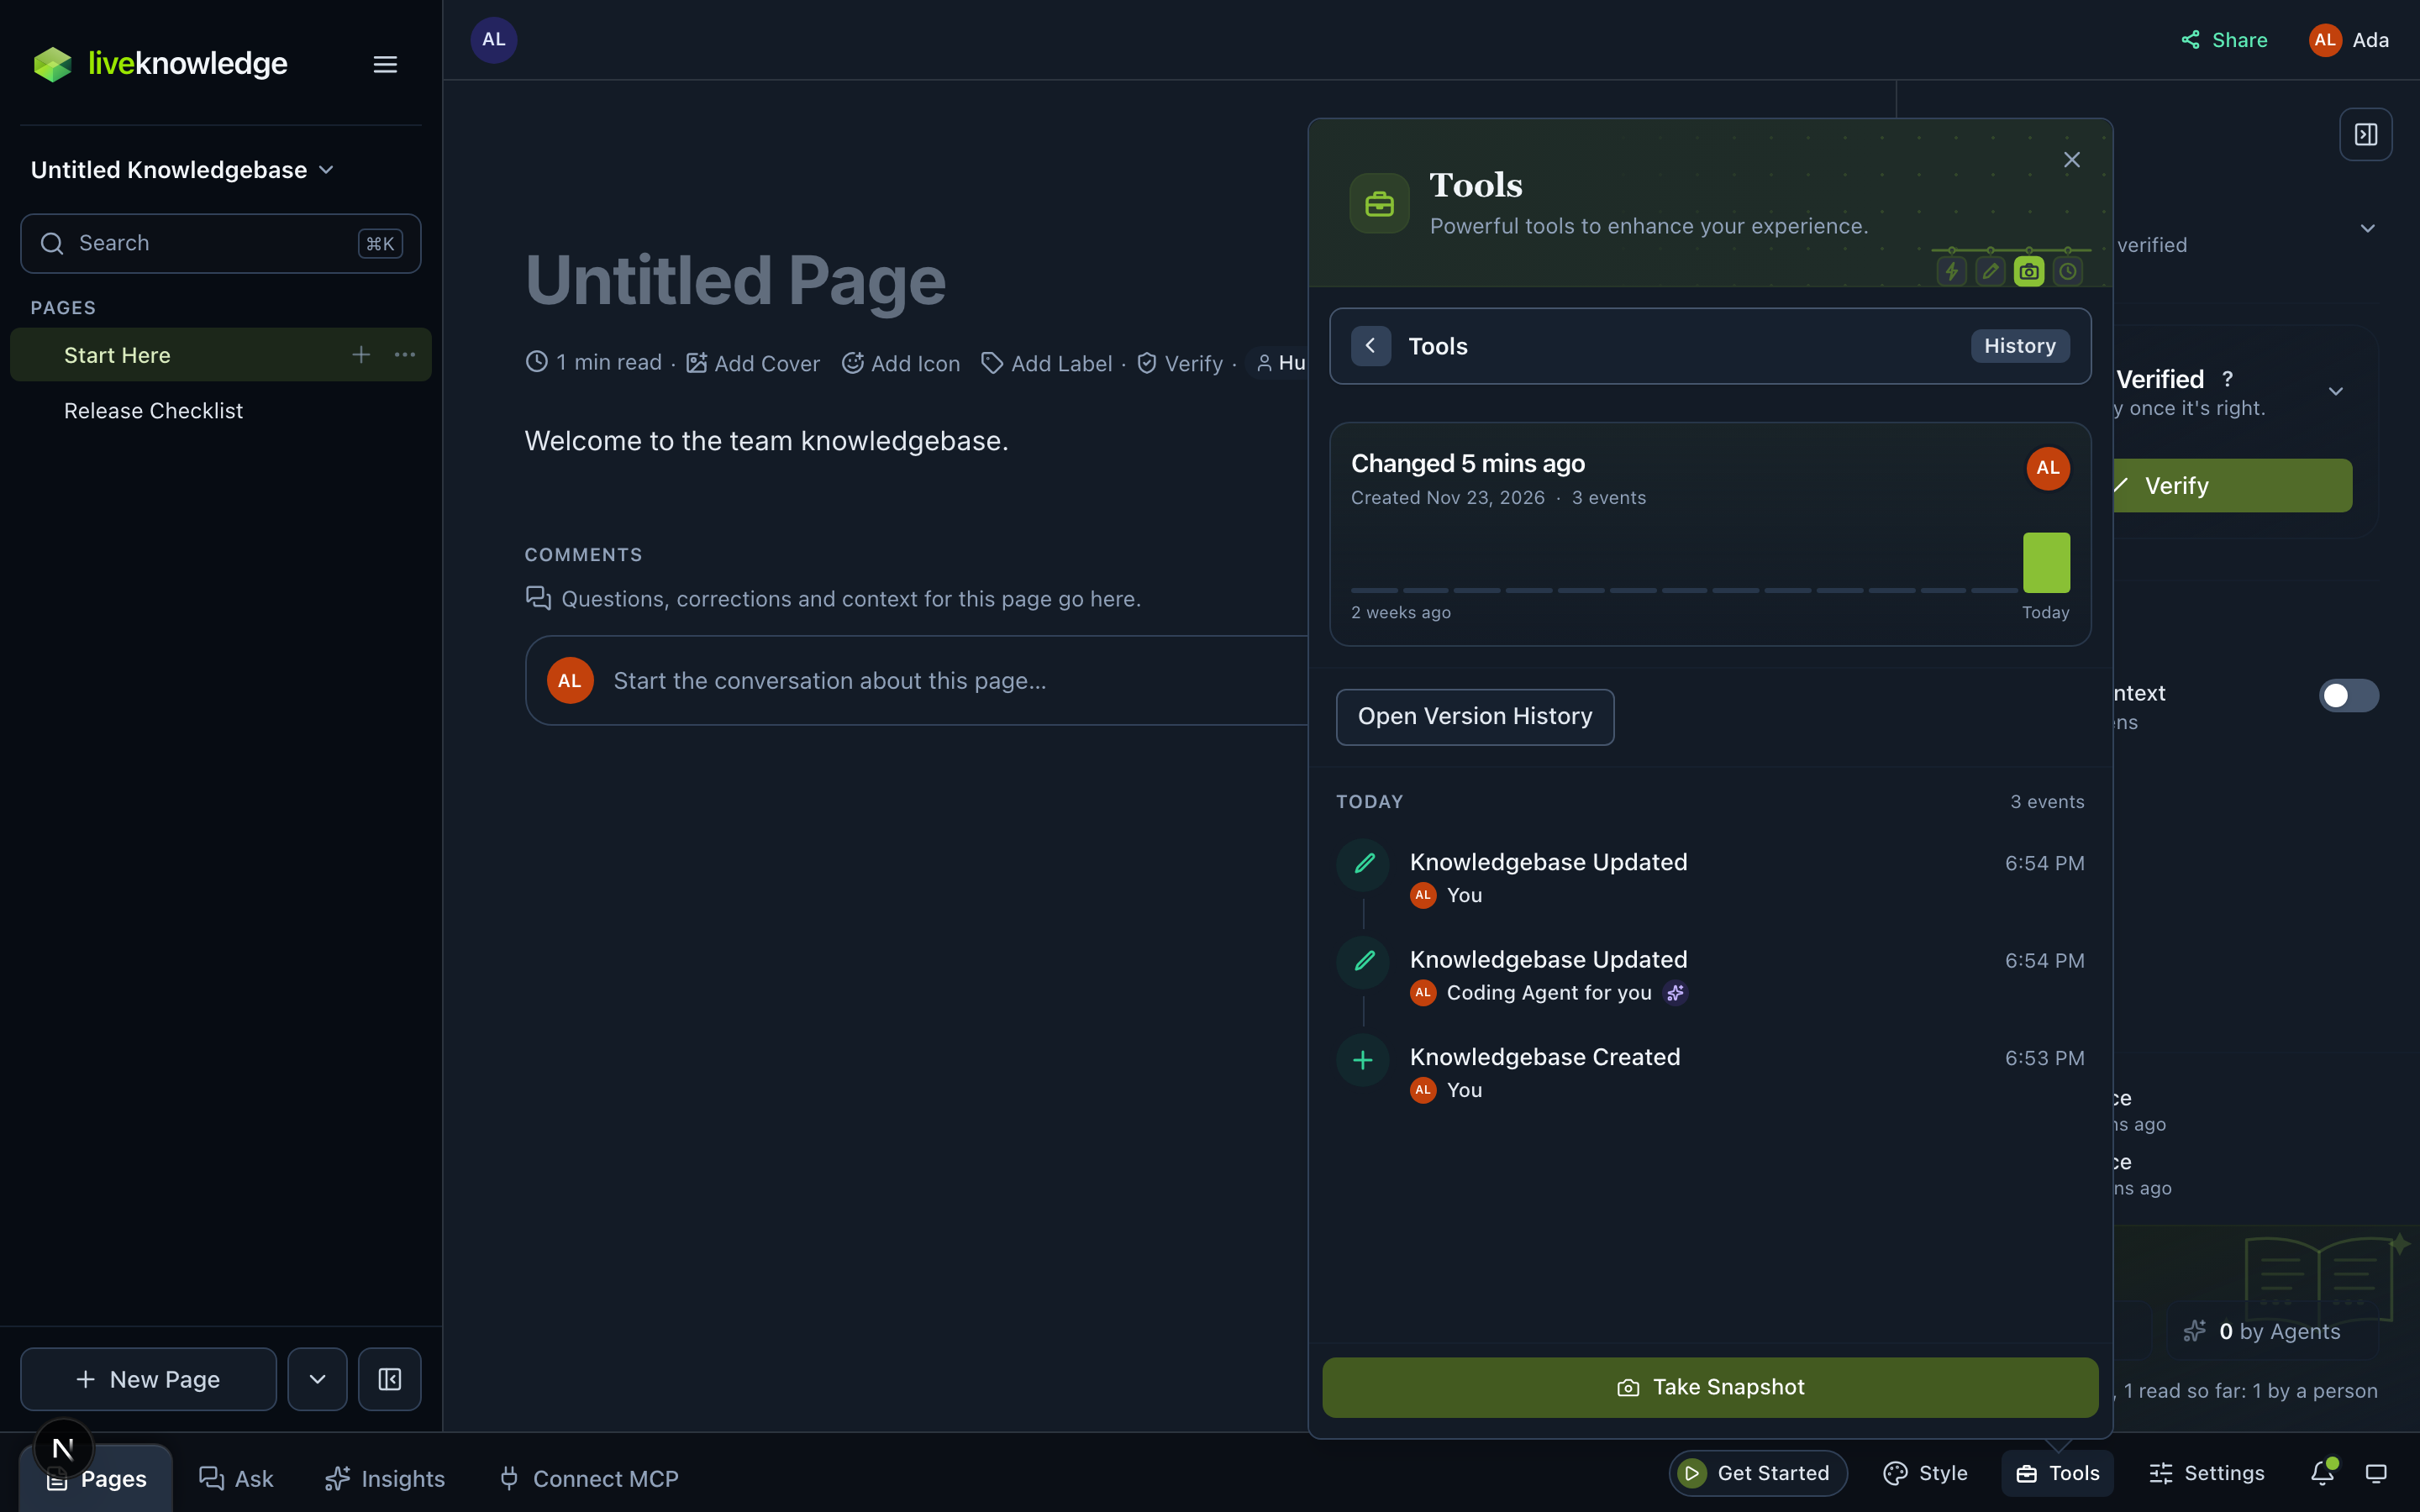 liveknowledge
Untitled Knowledgebase
Search ⌘K
PAGES
Start Here
Release Checklist
New Page
AL
Share
AL Ada
Untitled Page
1 min read · Add Cover Add Icon Add Label · Verify · Hu
Welcome to the team knowledgebase.
COMMENTS
Questions, corrections and context for this page go here.
AL Start the conversation about this page...
Tools
Powerful tools to enhance your experience.
Tools History
Changed 5 mins ago AL
Created Nov 23, 2026 · 3 events
2 weeks ago Today
Open Version History
TODAY 3 events
Knowledgebase Updated 6:54 PM
AL You
Knowledgebase Updated 6:54 PM
AL Coding Agent for you
Knowledgebase Created 6:53 PM
AL You
Take Snapshot
verified
Verified ?
y once it's right.
Verify
ntext
ns
ce
ns ago
ce
ns ago
0 by Agents
, 1 read so far: 1 by a person
N
Pages Ask Insights Connect MCP
Get Started Style Tools Settings